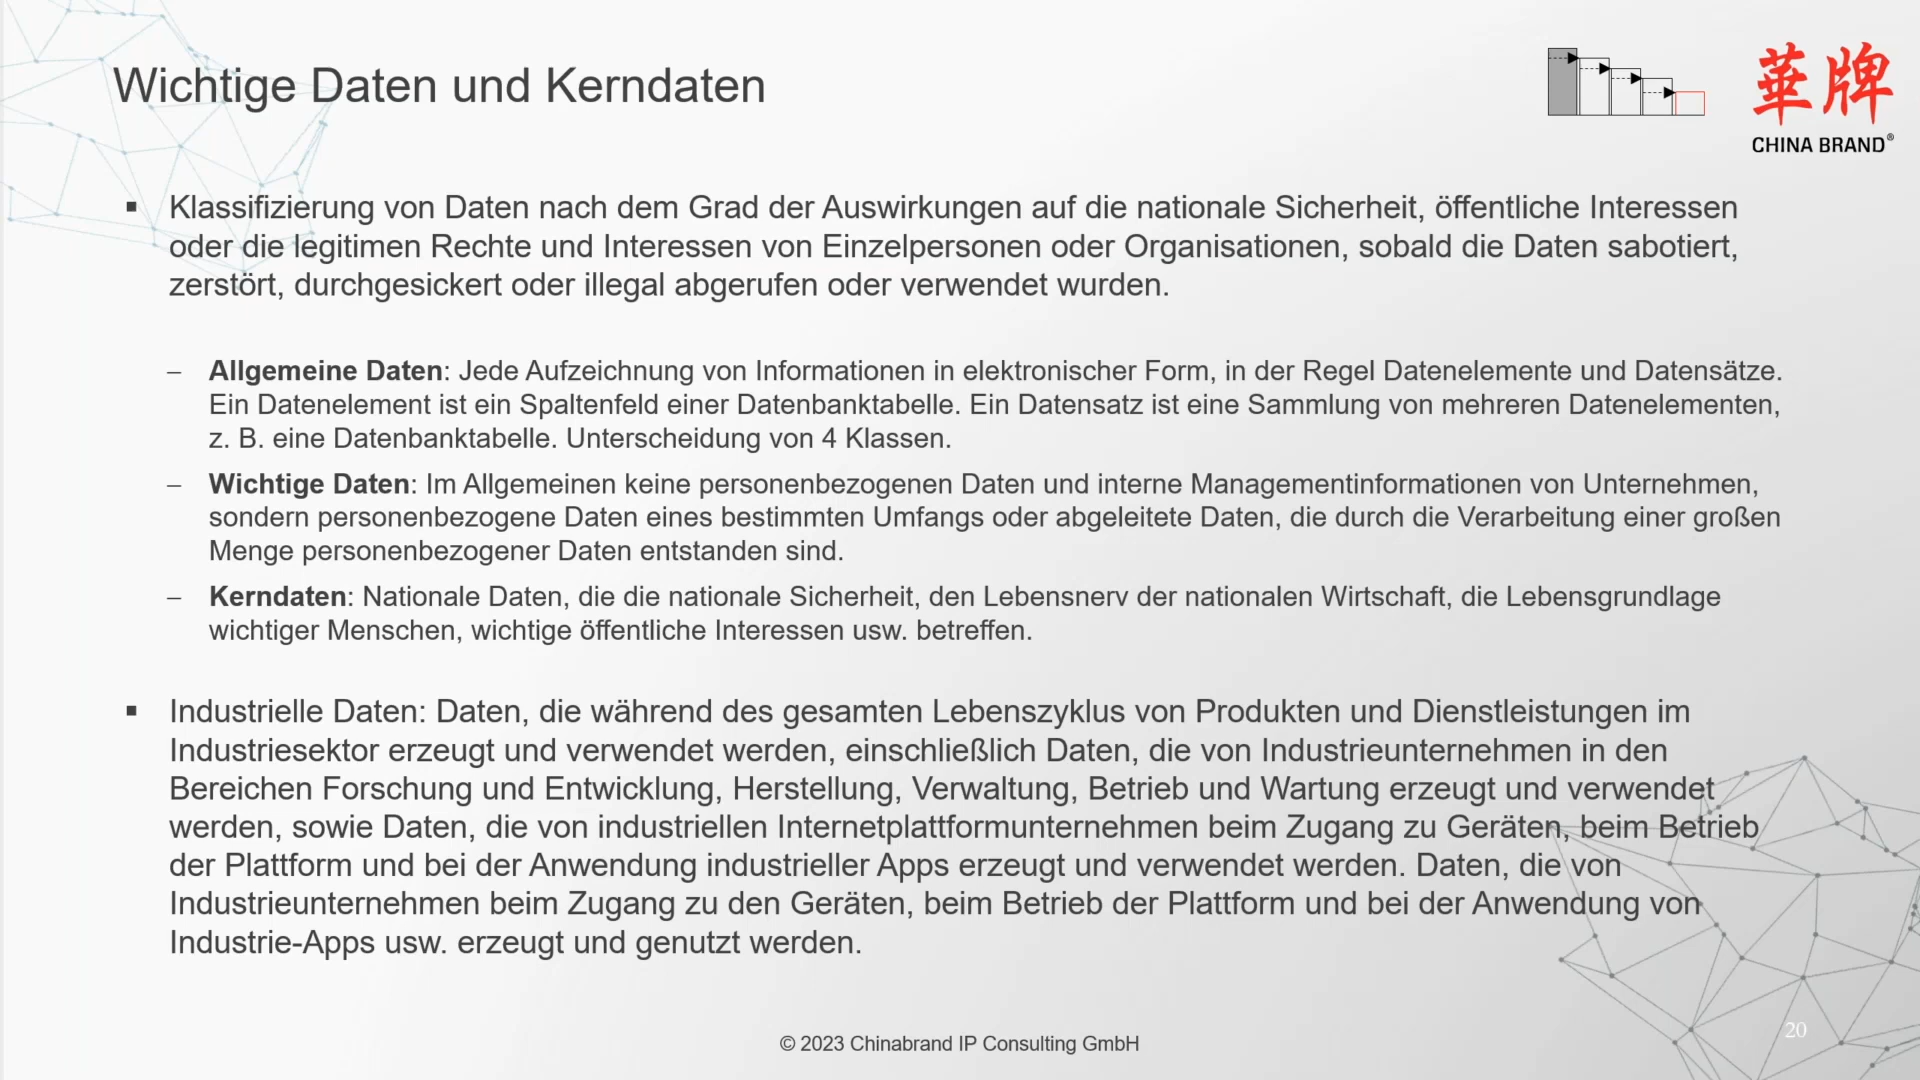 Wichtige Daten und Kerndaten
華牌
CHINA BRAND®
▪ Klassifizierung von Daten nach dem Grad der Auswirkungen auf die nationale Sicherheit, öffentliche Interessen
oder die legitimen Rechte und Interessen von Einzelpersonen oder Organisationen, sobald die Daten sabotiert,
zerstört, durchgesickert oder illegal abgerufen oder verwendet wurden.
– Allgemeine Daten: Jede Aufzeichnung von Informationen in elektronischer Form, in der Regel Datenelemente und Datensätze.
Ein Datenelement ist ein Spaltenfeld einer Datenbanktabelle. Ein Datensatz ist eine Sammlung von mehreren Datenelementen,
z. B. eine Datenbanktabelle. Unterscheidung von 4 Klassen.
– Wichtige Daten: Im Allgemeinen keine personenbezogenen Daten und interne Managementinformationen von Unternehmen,
sondern personenbezogene Daten eines bestimmten Umfangs oder abgeleitete Daten, die durch die Verarbeitung einer großen
Menge personenbezogener Daten entstanden sind.
– Kerndaten: Nationale Daten, die die nationale Sicherheit, den Lebensnerv der nationalen Wirtschaft, die Lebensgrundlage
wichtiger Menschen, wichtige öffentliche Interessen usw. betreffen.
▪ Industrielle Daten: Daten, die während des gesamten Lebenszyklus von Produkten und Dienstleistungen im
Industriesektor erzeugt und verwendet werden, einschließlich Daten, die von Industrieunternehmen in den
Bereichen Forschung und Entwicklung, Herstellung, Verwaltung, Betrieb und Wartung erzeugt und verwendet
werden, sowie Daten, die von industriellen Internetplattformunternehmen beim Zugang zu Geräten, beim Betrieb
der Plattform und bei der Anwendung industrieller Apps erzeugt und verwendet werden. Daten, die von
Industrieunternehmen beim Zugang zu den Geräten, beim Betrieb der Plattform und bei der Anwendung von
Industrie-Apps usw. erzeugt und genutzt werden.
20
© 2023 Chinabrand IP Consulting GmbH